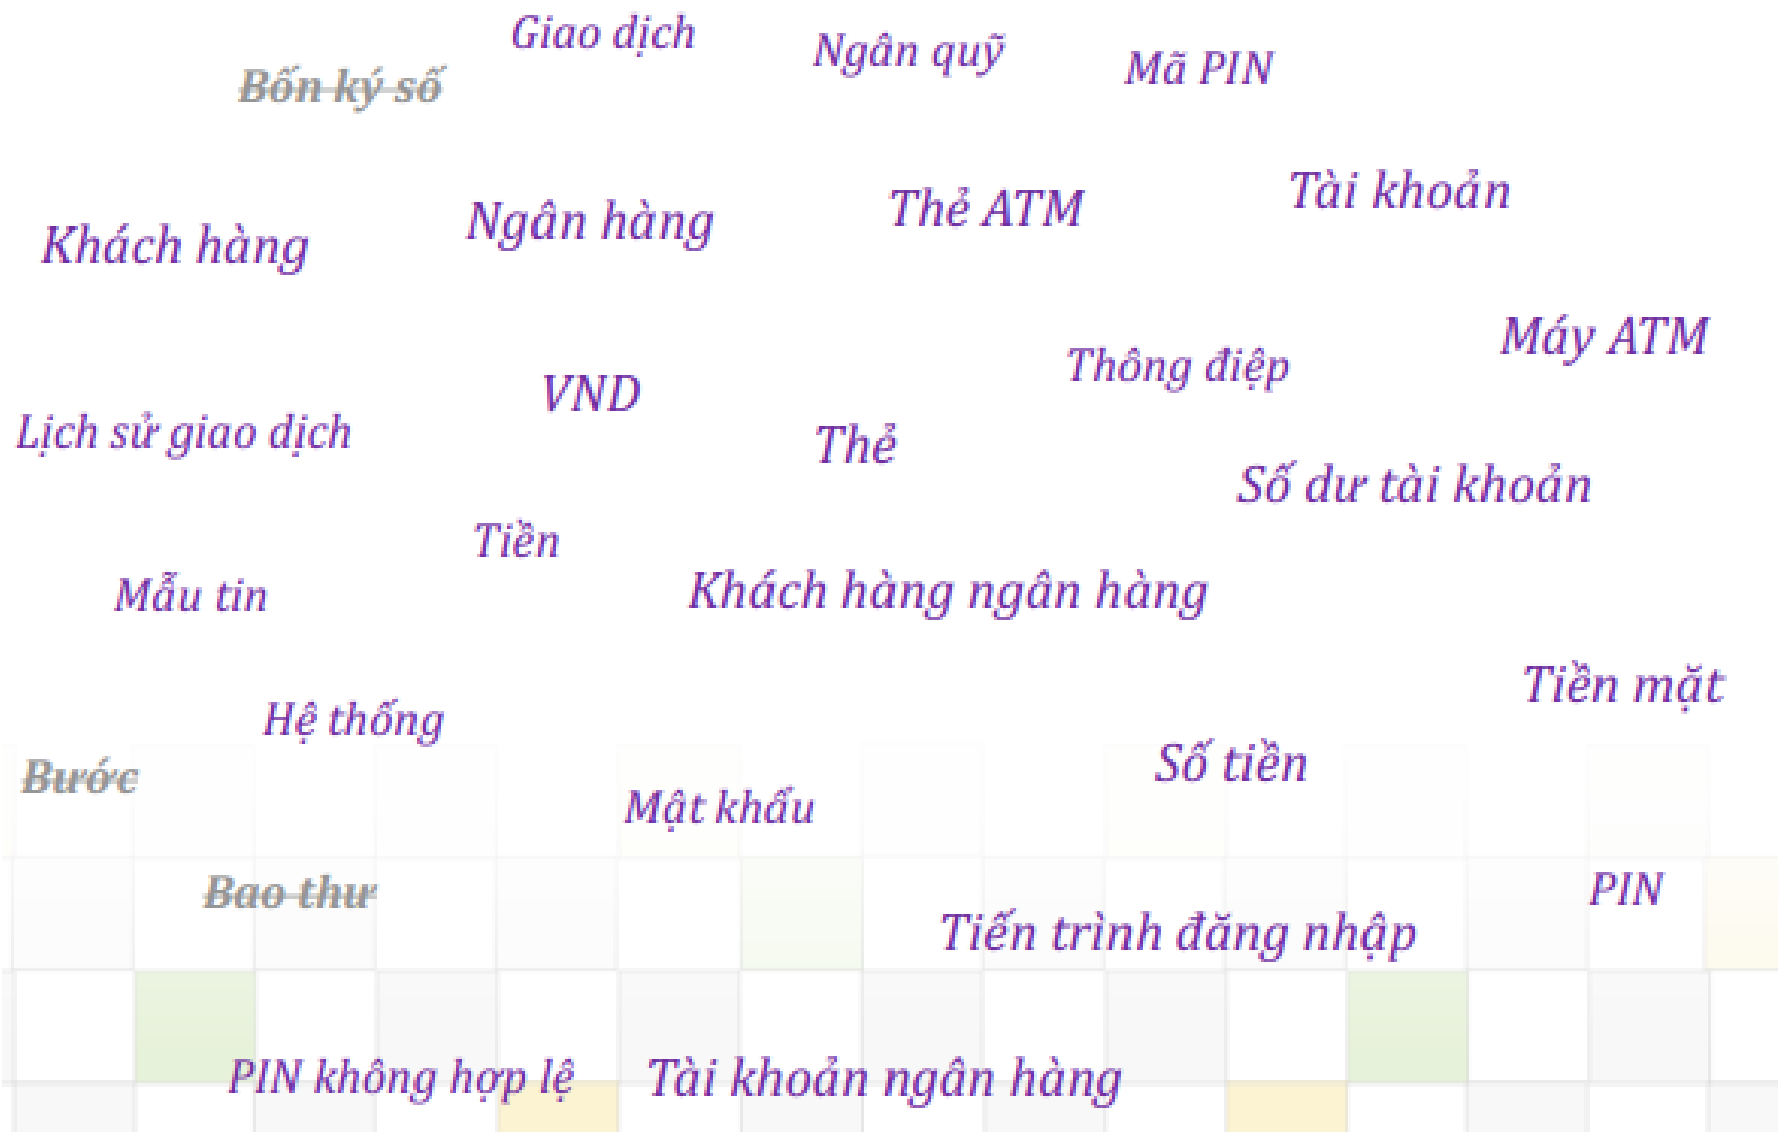 Giao dịch
Ngân quỹ
Mã PIN
Bốn ký số
Tài khoản
Thẻ ATM
Ngân hàng
Khách hàng
Máy ATM
Thông điệp
VND
Lịch sử giao dịch
Thẻ
Số dư tài khoản
Tiền
Mẫu tin
Khách hàng ngân hàng
Tiền mặt
Hệ thống
Số tiền
Bước
Mật khẩu
Bao thư
PIN
Tiến trình đăng nhập
PIN không hợp lệ
Tài khoản ngân hàng